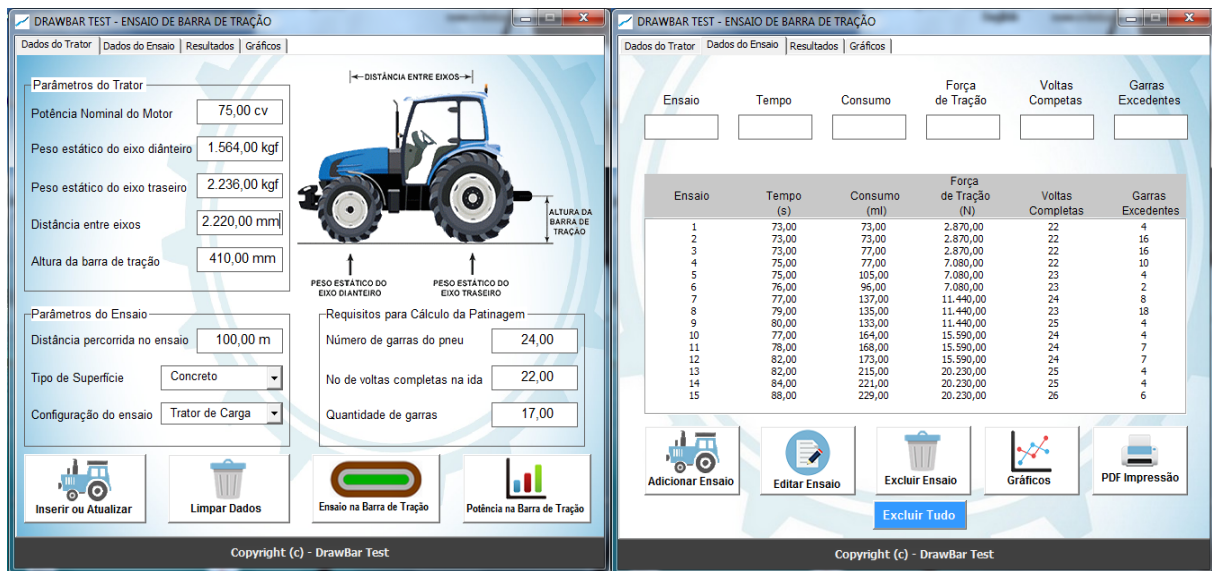 DRAWBAR TEST - ENSAIO DE BARRA DE TRAÇÃO
Dados do Trator Dados do Ensaio Resultados Gráficos
Parâmetros do Trator
Potência Nominal do Motor 75,00 cv
Peso estático do eixo diânteiro 1.564,00 kgf
Peso estático do eixo traseiro 2.236,00 kgf
Distância entre eixos 2.220,00 mm
Altura da barra de tração 410,00 mm
DISTÂNCIA ENTRE EIXOS
ALTURA DA
BARRA DE
TRAÇÃO
PESO ESTÁTICO DO
EIXO DIANTEIRO
PESO ESTÁTICO DO
EIXO TRASEIRO
Parâmetros do Ensaio
Distância percorrida no ensaio 100,00 m
Tipo de Superfície Concreto
Configuração do ensaio Trator de Carga
Requisitos para Cálculo da Patinagem
Número de garras do pneu 24,00
No de voltas completas na ida 22,00
Quantidade de garras 17,00
Inserir ou Atualizar
Limpar Dados
Ensaio na Barra de Tração
Potência na Barra de Tração
Copyright (c) - DrawBar Test
DRAWBAR TEST - ENSAIO DE BARRA DE TRAÇÃO
Dados do Trator Dados do Ensaio Resultados Gráficos
Ensaio
Tempo
Consumo
Força
de Tração
Voltas
Competas
Garras
Excedentes
Ensaio
Tempo
(s)
Consumo
(ml)
Força
de Tração
(N)
Voltas
Completas
Garras
Excedentes
1 73,00 73,00 2.870,00 22 4
2 73,00 73,00 2.870,00 22 16
3 73,00 77,00 2.870,00 22 16
4 75,00 77,00 7.080,00 22 10
5 75,00 105,00 7.080,00 23 4
6 76,00 96,00 7.080,00 23 2
7 77,00 137,00 11.440,00 24 8
8 79,00 135,00 11.440,00 23 18
9 80,00 133,00 11.440,00 25 4
10 77,00 164,00 15.590,00 24 4
11 78,00 168,00 15.590,00 24 7
12 82,00 173,00 15.590,00 24 7
13 82,00 215,00 20.230,00 25 4
14 84,00 221,00 20.230,00 25 4
15 88,00 229,00 20.230,00 26 6
Adicionar Ensaio
Editar Ensaio
Excluir Ensaio
Gráficos
PDF Impressão
Excluir Tudo
Copyright (c) - DrawBar Test